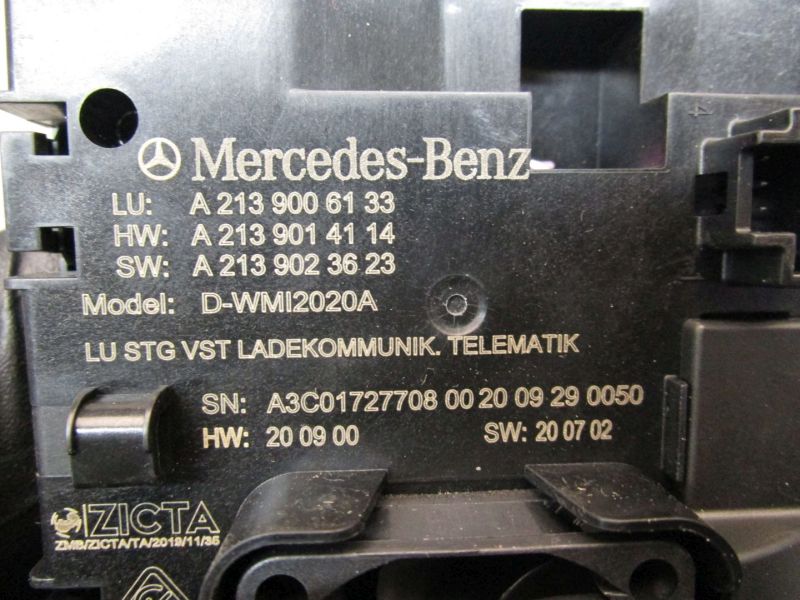 Mercedes-Benz
LU: A 213 900 61 33
HW: A 213 901 41 14
SW: A 213 902 36 23
Model: D-WMI2020A
LU STG VST LADEKOMMUNIK. TELEMATIK
SN: A3C01727708 00 20 09 29 0050
HW: 20 09 00 SW: 20 07 02
ZICTA
ZMB/ZICTA/TA/2019/11/35